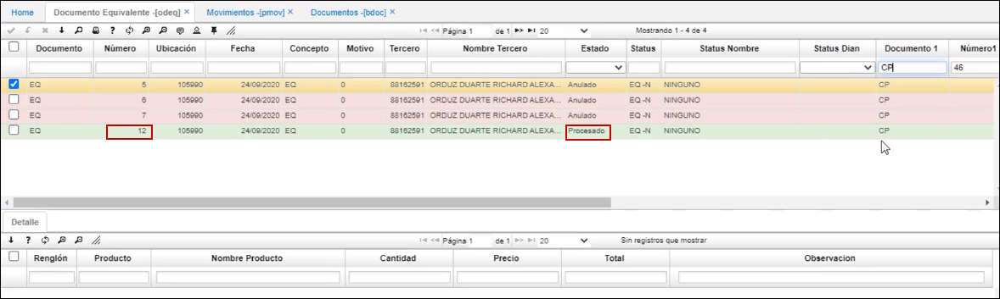 Home Documento Equivalente -[odeq] × Movimientos -[pmov] × Documentos -[bdoc] ×
Página 1 de 1 20 Mostrando 1 - 4 de 4
Documento Número Ubicación Fecha Concepto Motivo Tercero Nombre Tercero Estado Status Status Nombre Status Dian Documento 1 Número1
CP 46
EQ 5 105990 24/09/2020 EQ 0 88162591 ORDUZ DUARTE RICHARD ALEXA... Anulado EQ -N NINGUNO CP
EQ 6 105990 24/09/2020 EQ 0 88162591 ORDUZ DUARTE RICHARD ALEXA... Anulado EQ -N NINGUNO CP
EQ 7 105990 24/09/2020 EQ 0 88162591 ORDUZ DUARTE RICHARD ALEXA... Anulado EQ -N NINGUNO CP
EQ 12 105990 24/09/2020 EQ 0 88162591 ORDUZ DUARTE RICHARD ALEXA... Procesado EQ -N NINGUNO CP
Detalle
Página 1 de 1 20 Sin registros que mostrar
Renglón Producto Nombre Producto Cantidad Precio Total Observacion